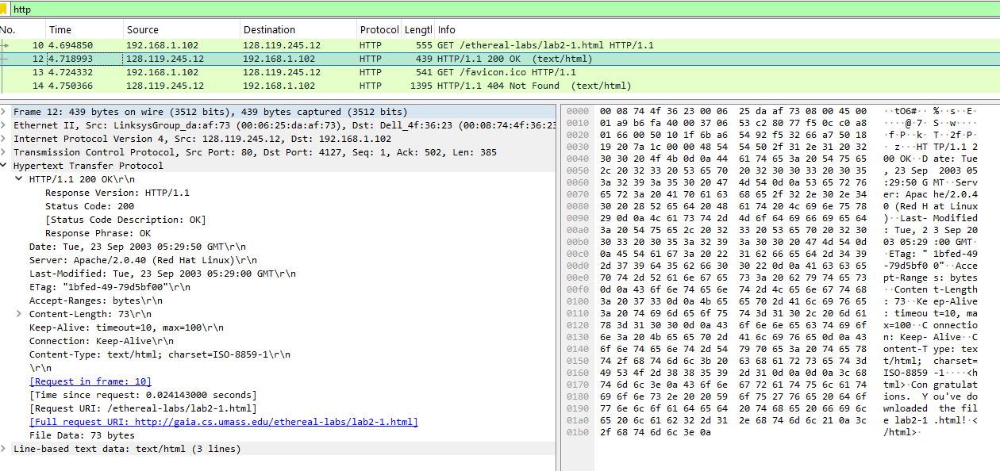 http
No. Time Source Destination Protocol Lengtl Info
10 4.694850 192.168.1.102 128.119.245.12 HTTP 555 GET /ethereal-labs/lab2-1.html HTTP/1.1
12 4.718993 128.119.245.12 192.168.1.102 HTTP 439 HTTP/1.1 200 OK (text/html)
13 4.724332 192.168.1.102 128.119.245.12 HTTP 541 GET /favicon.ico HTTP/1.1
14 4.750366 128.119.245.12 192.168.1.102 HTTP 1395 HTTP/1.1 404 Not Found (text/html)
Frame 12: 439 bytes on wire (3512 bits), 439 bytes captured (3512 bits)
Ethernet II, Src: LinksysGroup_da:af:73 (00:06:25:da:af:73), Dst: Dell_4f:36:23 (00:08:74:4f:36:23
Internet Protocol Version 4, Src: 128.119.245.12, Dst: 192.168.1.102
Transmission Control Protocol, Src Port: 80, Dst Port: 4127, Seq: 1, Ack: 502, Len: 385
Hypertext Transfer Protocol
HTTP/1.1 200 OK\r\n
Response Version: HTTP/1.1
Status Code: 200
[Status Code Description: OK]
Response Phrase: OK
Date: Tue, 23 Sep 2003 05:29:50 GMT\r\n
Server: Apache/2.0.40 (Red Hat Linux)\r\n
Last-Modified: Tue, 23 Sep 2003 05:29:00 GMT\r\n
ETag: "1bfed-49-79d5bf00"\r\n
Accept-Ranges: bytes\r\n
Content-Length: 73\r\n
Keep-Alive: timeout=10, max=100\r\n
Connection: Keep-Alive\r\n
Content-Type: text/html; charset=ISO-8859-1\r\n
\r\n
[Request in frame: 10]
[Time since request: 0.024143000 seconds]
[Request URI: /ethereal-labs/lab2-1.html]
[Full request URI: http://gaia.cs.umass.edu/ethereal-labs/lab2-1.html]
File Data: 73 bytes
Line-based text data: text/html (3 lines)
0000 00 08 74 4f 36 23 00 06 25 da af 73 08 00 45 00 ··tO6#·· %··s··E·
0010 01 a9 b6 fa 40 00 37 06 53 c2 80 77 f5 0c c0 a8 ····@·7· S··w····
0020 01 66 00 50 10 1f 6b a6 54 92 f5 32 66 a7 50 18 ·f·P··k· T··2f·P·
0030 19 20 7a 1c 00 00 48 54 54 50 2f 31 2e 31 20 32 · z···HT TP/1.1 2
0040 30 30 20 4f 4b 0d 0a 44 61 74 65 3a 20 54 75 65 00 OK··D ate: Tue
0050 2c 20 32 33 20 53 65 70 20 32 30 30 33 20 30 35 , 23 Sep 2003 05
0060 3a 32 39 3a 35 30 20 47 4d 54 0d 0a 53 65 72 76 :29:50 G MT··Serv
0070 65 72 3a 20 41 70 61 63 68 65 2f 32 2e 30 2e 34 er: Apac he/2.0.4
0080 30 20 28 52 65 64 20 48 61 74 20 4c 69 6e 75 78 0 (Red H at Linux
0090 29 0d 0a 4c 61 73 74 2d 4d 6f 64 69 66 69 65 64 )··Last- Modified
00a0 3a 20 54 75 65 2c 20 32 33 20 53 65 70 20 32 30 : Tue, 2 3 Sep 20
00b0 30 33 20 30 35 3a 32 39 3a 30 30 20 47 4d 54 0d 03 05:29 :00 GMT·
00c0 0a 45 54 61 67 3a 20 22 31 62 66 65 64 2d 34 39 ·ETag: " 1bfed-49
00d0 2d 37 39 64 35 62 66 30 30 22 0d 0a 41 63 63 65 -79d5bf0 0"··Acce
00e0 70 74 2d 52 61 6e 67 65 73 3a 20 62 79 74 65 73 pt-Range s: bytes
00f0 0d 0a 43 6f 6e 74 65 6e 74 2d 4c 65 6e 67 74 68 ··Conten t-Length
0100 3a 20 37 33 0d 0a 4b 65 65 70 2d 41 6c 69 76 65 : 73··Ke ep-Alive
0110 3a 20 74 69 6d 65 6f 75 74 3d 31 30 2c 20 6d 61 : timeou t=10, ma
0120 78 3d 31 30 30 0d 0a 43 6f 6e 6e 65 63 74 69 6f x=100··C onnectio
0130 6e 3a 20 4b 65 65 70 2d 41 6c 69 76 65 0d 0a 43 n: Keep- Alive··C
0140 6f 6e 74 65 6e 74 2d 54 79 70 65 3a 20 74 65 78 ontent-T ype: tex
0150 74 2f 68 74 6d 6c 3b 20 63 68 61 72 73 65 74 3d t/html; charset=
0160 49 53 4f 2d 38 38 35 39 2d 31 0d 0a 0d 0a 3c 68 ISO-8859 -1····<h
0170 74 6d 6c 3e 0a 43 6f 6e 67 72 61 74 75 6c 61 74 tml>·Con gratulat
0180 69 6f 6e 73 2e 20 20 59 6f 75 27 76 65 20 64 6f ions. Y ou've do
0190 77 6e 6c 6f 61 64 65 64 20 74 68 65 20 66 69 6c wnloaded the fil
01a0 65 20 6c 61 62 32 2d 31 2e 68 74 6d 6c 21 0a 3c e lab2-1 .html!·<
01b0 2f 68 74 6d 6c 3e 0a /html>·